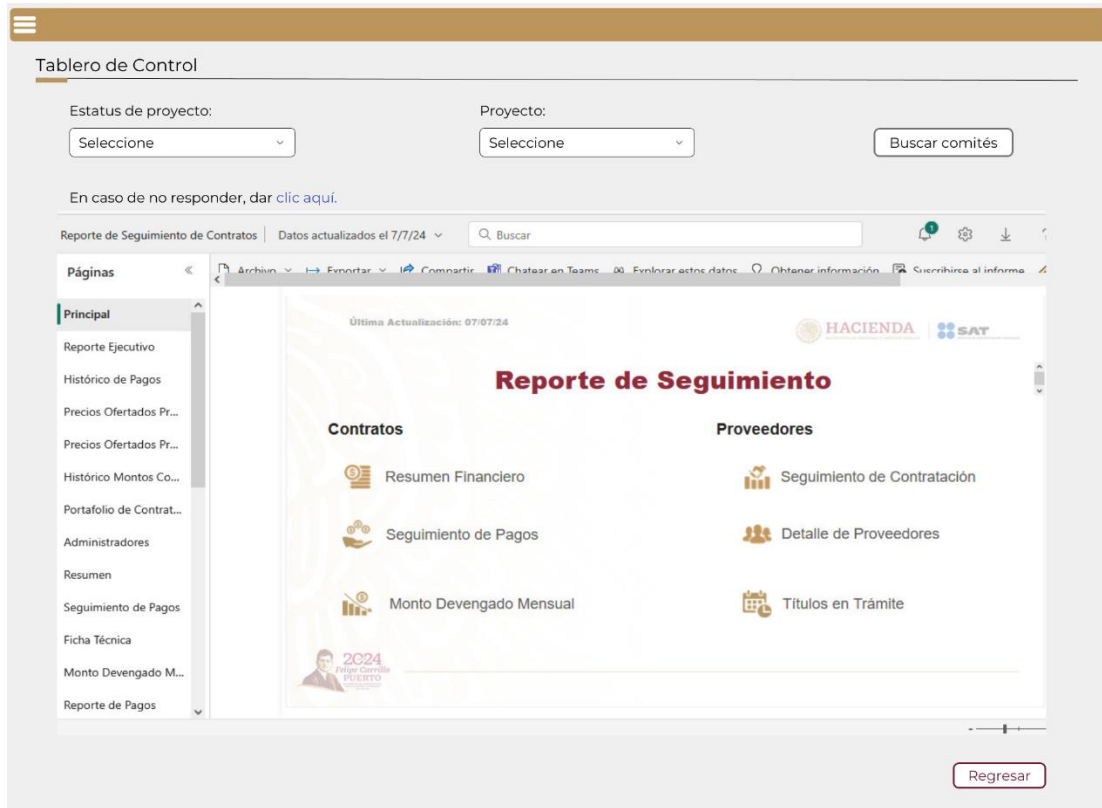 Tablero de Control
Estatus de proyecto:
Proyecto:
Seleccione
Seleccione
Buscar comités
En caso de no responder, dar clic aquí.
Reporte de Seguimiento de Contratos | Datos actualizados el 7/7/24
Buscar
1
Páginas
Archivo
Exportar
Compartir
Chatear en Teams
Explorar estos datos
Obtener información
Suscribirse al informe
Principal
Reporte Ejecutivo
Histórico de Pagos
Precios Ofertados Pr...
Precios Ofertados Pr...
Histórico Montos Co...
Portafolio de Contrat...
Administradores
Resumen
Seguimiento de Pagos
Ficha Técnica
Monto Devengado M...
Reporte de Pagos
Última Actualización: 07/07/24
HACIENDA
SAT
Reporte de Seguimiento
Contratos
Proveedores
Resumen Financiero
Seguimiento de Contratación
Seguimiento de Pagos
Detalle de Proveedores
Monto Devengado Mensual
Títulos en Trámite
2024
Felipe Carrillo
PUERTO
Regresar